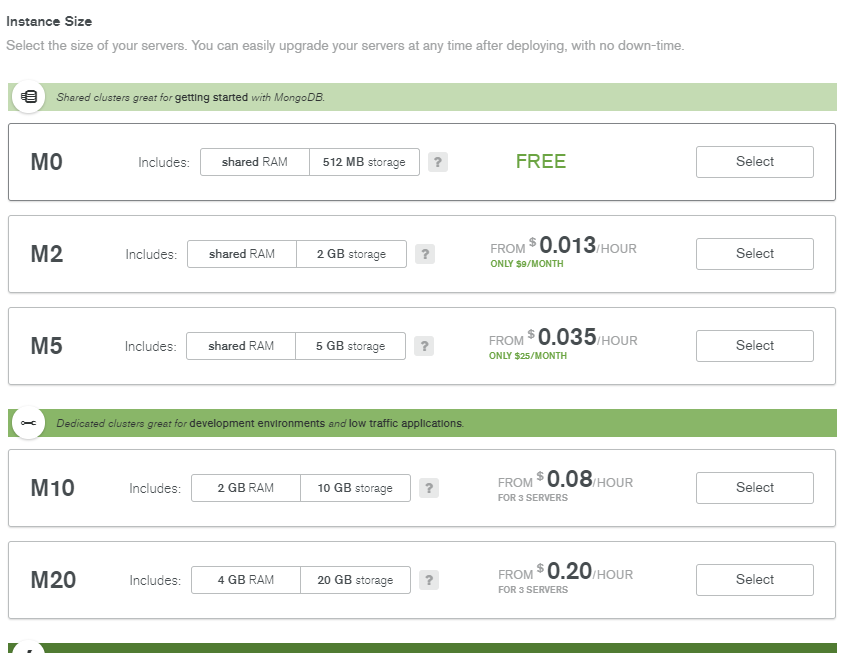 Instance Size
Select the size of your servers. You can easily upgrade your servers at any time after deploying, with no down-time.
Shared clusters great for getting started with MongoDB.
M0 Includes: shared RAM 512 MB storage ? FREE Select
M2 Includes: shared RAM 2 GB storage ? FROM $0.013/HOUR Select
ONLY $9/MONTH
M5 Includes: shared RAM 5 GB storage ? FROM $0.035/HOUR Select
ONLY $25/MONTH
Dedicated clusters great for development environments and low traffic applications.
M10 Includes: 2 GB RAM 10 GB storage ? FROM $0.08/HOUR Select
FOR 3 SERVERS
M20 Includes: 4 GB RAM 20 GB storage ? FROM $0.20/HOUR Select
FOR 3 SERVERS